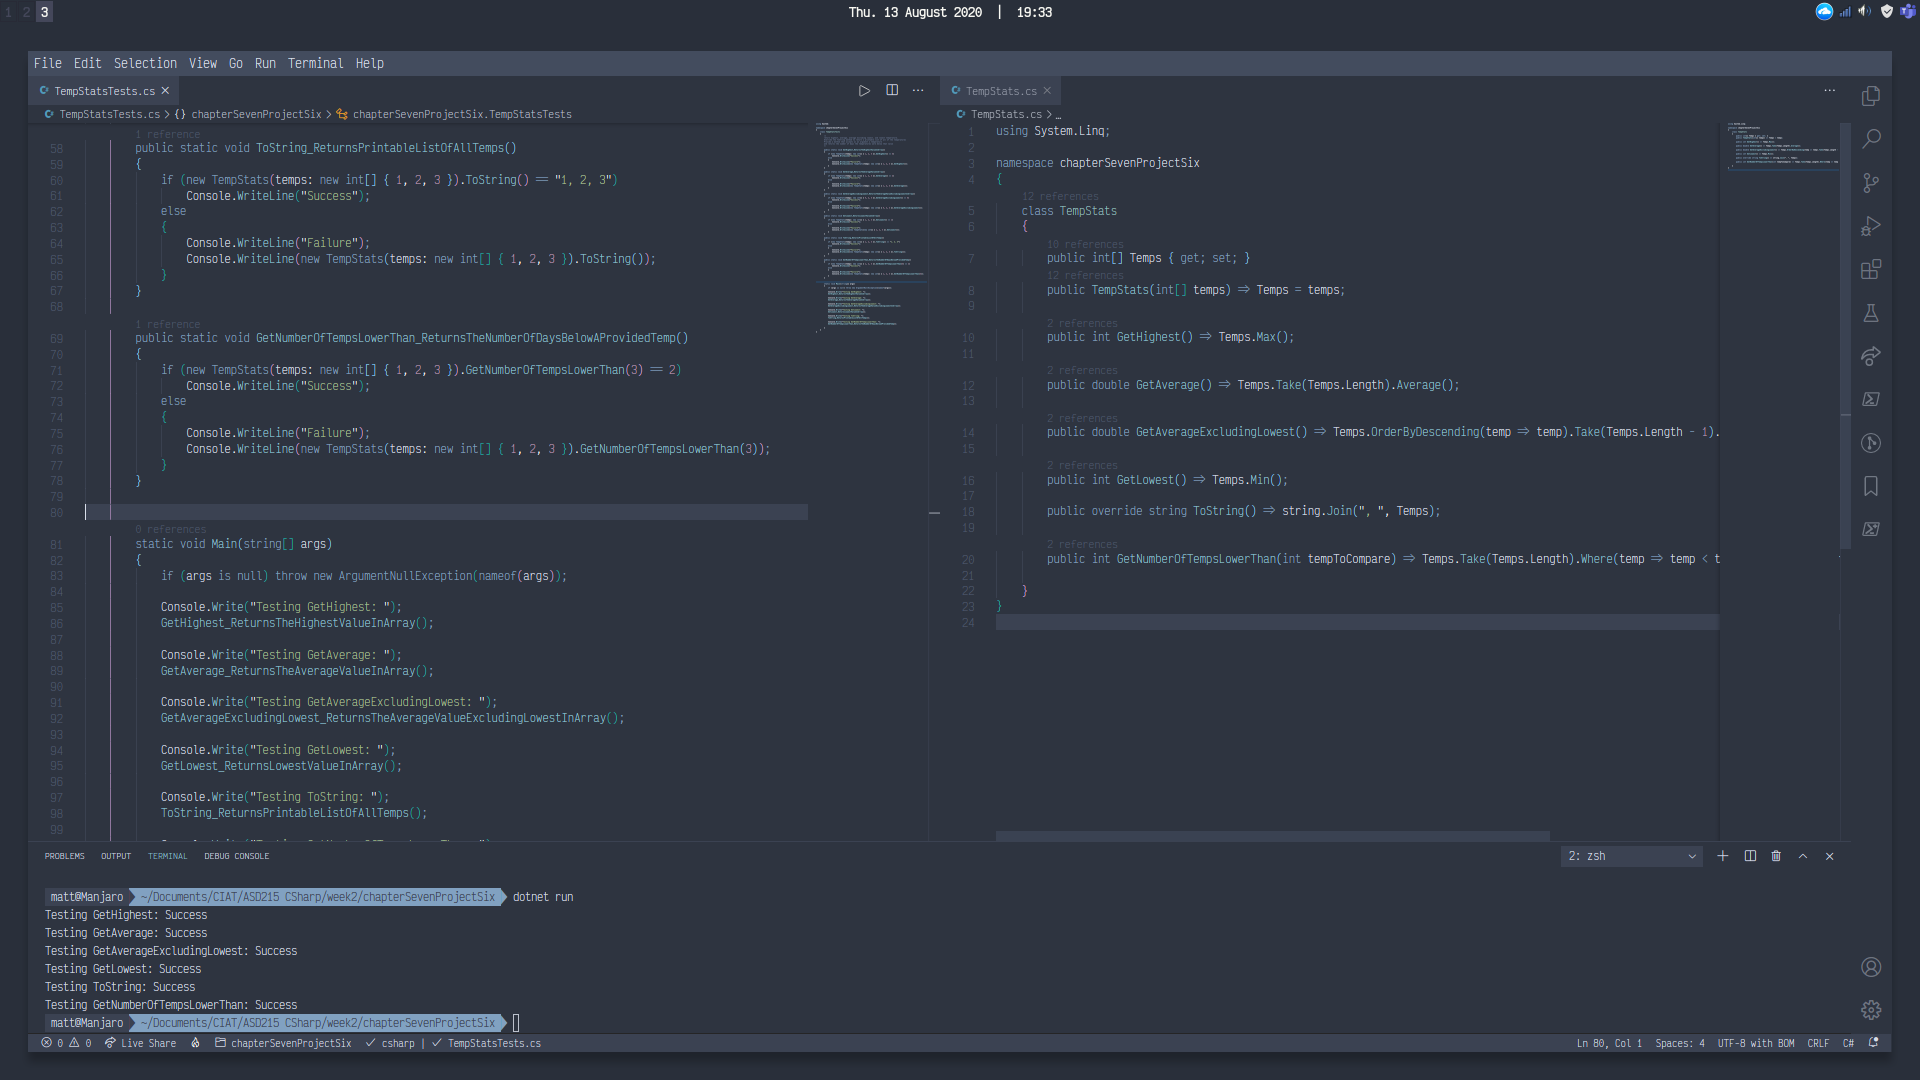 1 2 3
Thu. 13 August 2020 | 19:33
File Edit Selection View Go Run Terminal Help
TempStatsTests.cs
TempStatsTests.cs > {} chapterSevenProjectSix > chapterSevenProjectSix.TempStatsTests
1 reference
58 public static void ToString_ReturnsPrintableListOfAllTemps()
59 {
60 if (new TempStats(temps: new int[] { 1, 2, 3 }).ToString() == "1, 2, 3")
61 Console.WriteLine("Success");
62 else
63 {
64 Console.WriteLine("Failure");
65 Console.WriteLine(new TempStats(temps: new int[] { 1, 2, 3 }).ToString());
66 }
67 }
68
1 reference
69 public static void GetNumberOfTempsLowerThan_ReturnsTheNumberOfDaysBelowAProvidedTemp()
70 {
71 if (new TempStats(temps: new int[] { 1, 2, 3 }).GetNumberOfTempsLowerThan(3) == 2)
72 Console.WriteLine("Success");
73 else
74 {
75 Console.WriteLine("Failure");
76 Console.WriteLine(new TempStats(temps: new int[] { 1, 2, 3 }).GetNumberOfTempsLowerThan(3));
77 }
78 }
79
80
0 references
81 static void Main(string[] args)
82 {
83 if (args is null) throw new ArgumentNullException(nameof(args));
84
85 Console.Write("Testing GetHighest: ");
86 GetHighest_ReturnsTheHighestValueInArray();
87
88 Console.Write("Testing GetAverage: ");
89 GetAverage_ReturnsTheAverageValueInArray();
90
91 Console.Write("Testing GetAverageExcludingLowest: ");
92 GetAverageExcludingLowest_ReturnsTheAverageValueExcludingLowestInArray();
93
94 Console.Write("Testing GetLowest: ");
95 GetLowest_ReturnsLowestValueInArray();
96
97 Console.Write("Testing ToString: ");
98 ToString_ReturnsPrintableListOfAllTemps();
99
TempStats.cs
TempStats.cs > …
1 using System.Linq;
2
3 namespace chapterSevenProjectSix
4 {
12 references
5 class TempStats
6 {
10 references
7 public int[] Temps { get; set; }
12 references
8 public TempStats(int[] temps) => Temps = temps;
9
2 references
10 public int GetHighest() => Temps.Max();
11
2 references
12 public double GetAverage() => Temps.Take(Temps.Length).Average();
13
2 references
14 public double GetAverageExcludingLowest() => Temps.OrderByDescending(temp => temp).Take(Temps.Length - 1).
15
2 references
16 public int GetLowest() => Temps.Min();
17
18 public override string ToString() => string.Join(", ", Temps);
19
2 references
20 public int GetNumberOfTempsLowerThan(int tempToCompare) => Temps.Take(Temps.Length).Where(temp => temp < t
21
22 }
23 }
24
PROBLEMS OUTPUT TERMINAL DEBUG CONSOLE
2: zsh
matt@Manjaro ~/Documents/CIAT/ASD215 CSharp/week2/chapterSevenProjectSix dotnet run
Testing GetHighest: Success
Testing GetAverage: Success
Testing GetAverageExcludingLowest: Success
Testing GetLowest: Success
Testing ToString: Success
Testing GetNumberOfTempsLowerThan: Success
matt@Manjaro ~/Documents/CIAT/ASD215 CSharp/week2/chapterSevenProjectSix
0 0 Live Share chapterSevenProjectSix csharp | TempStatsTests.cs
Ln 80, Col 1 Spaces: 4 UTF-8 with BOM CRLF C#